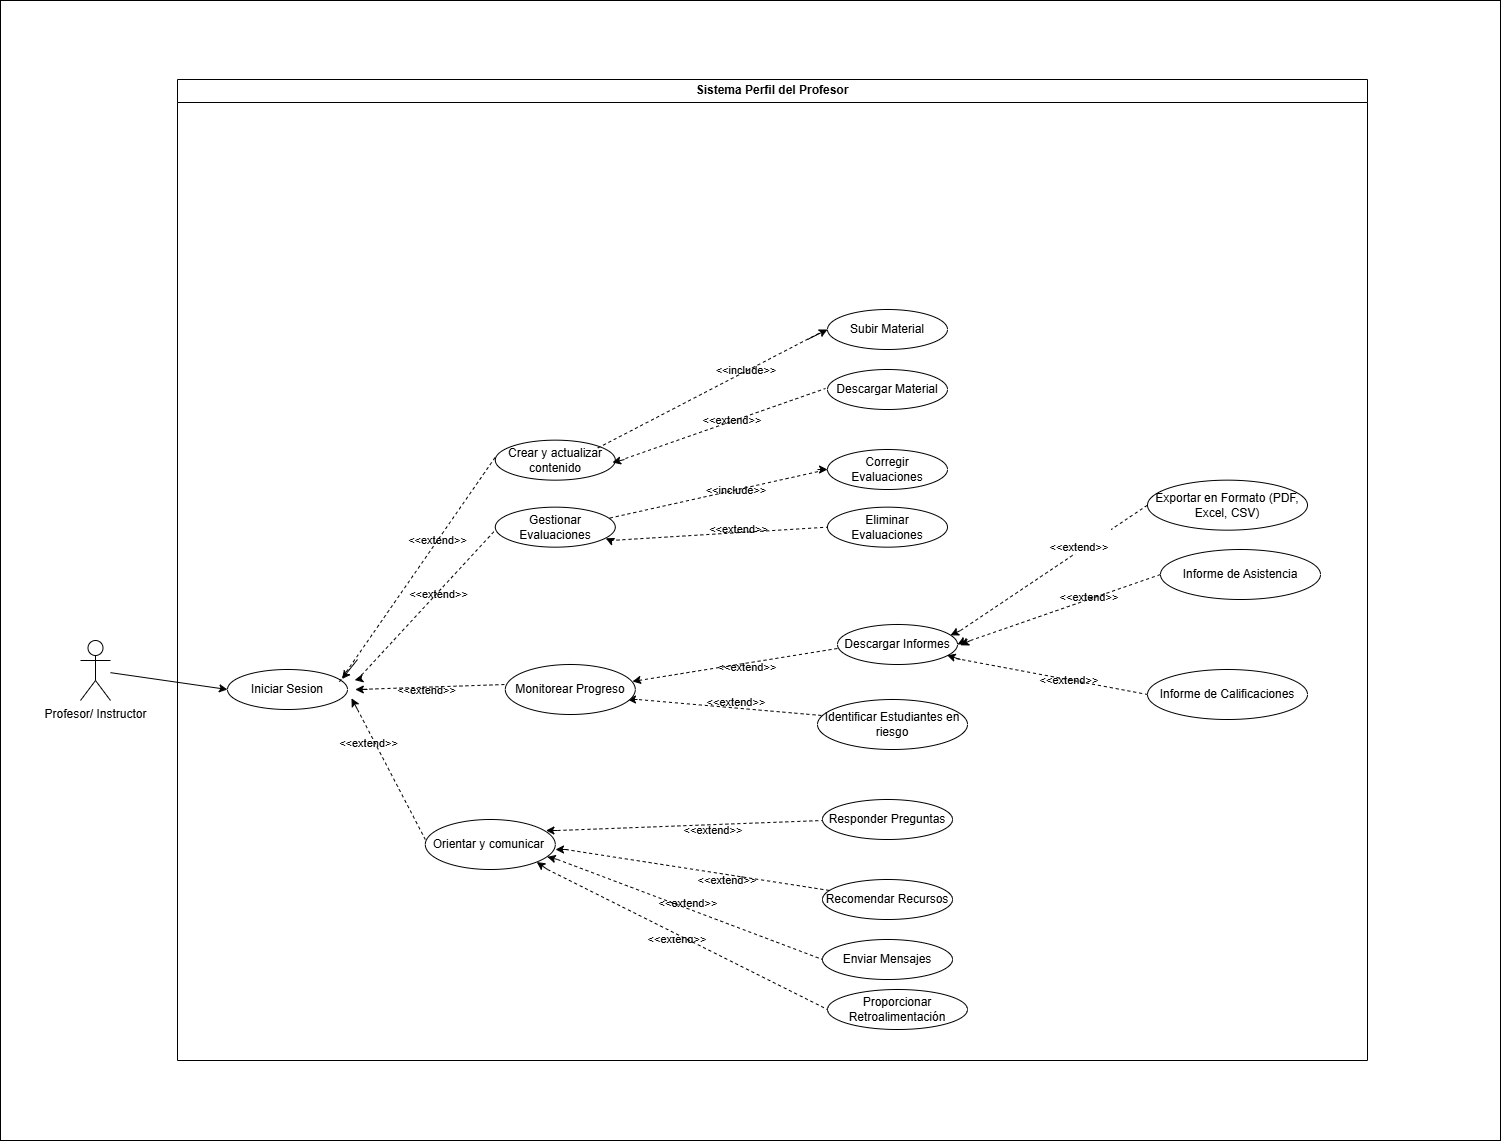 Sistema Perfil del Profesor
Subir Material
<<include>>
Descargar Material
<<extend>>
Crear y actualizar
contenido
Corregir
Evaluaciones
<<include>>
Gestionar
Evaluaciones
Eliminar
Evaluaciones
<<extend>>
Exportar en Formato (PDF,
Excel, CSV)
<<extend>>
<<extend>>
Informe de Asistencia
<<extend>>
<<extend>>
Descargar Informes
<<extend>>
Iniciar Sesion
<<extend>>
Monitorear Progreso
<<extend>>
Informe de Calificaciones
<<extend>>
Profesor/ Instructor
Identificar Estudiantes en
riesgo
<<extend>>
Orientar y comunicar
Responder Preguntas
<<extend>>
<<extend>>
Recomendar Recursos
<<extend>>
<<extend>>
Enviar Mensajes
Proporcionar
Retroalimentación